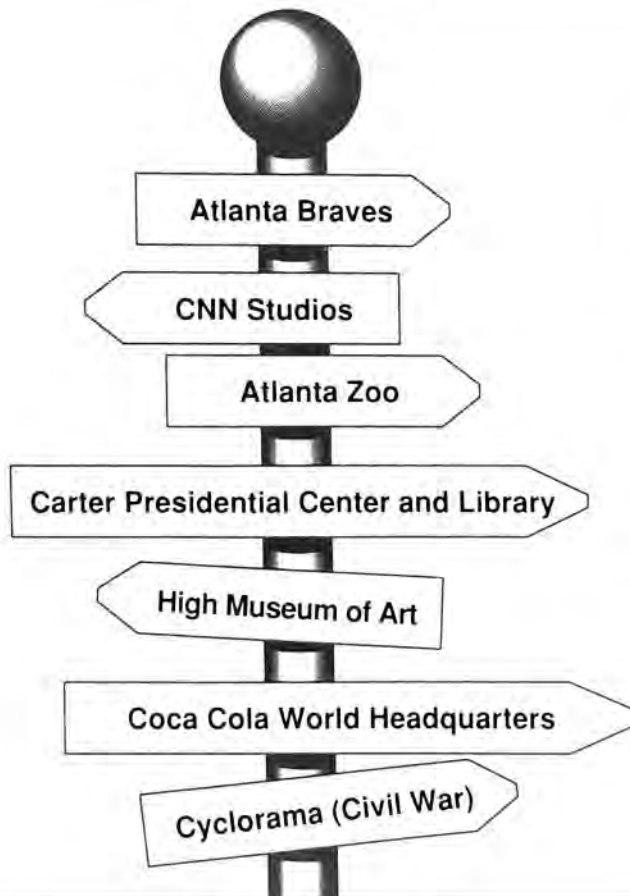 Atlanta Braves
CNN Studios
Atlanta Zoo
Carter Presidential Center and Library
High Museum of Art
Coca Cola World Headquarters
Cyclorama (Civil War)